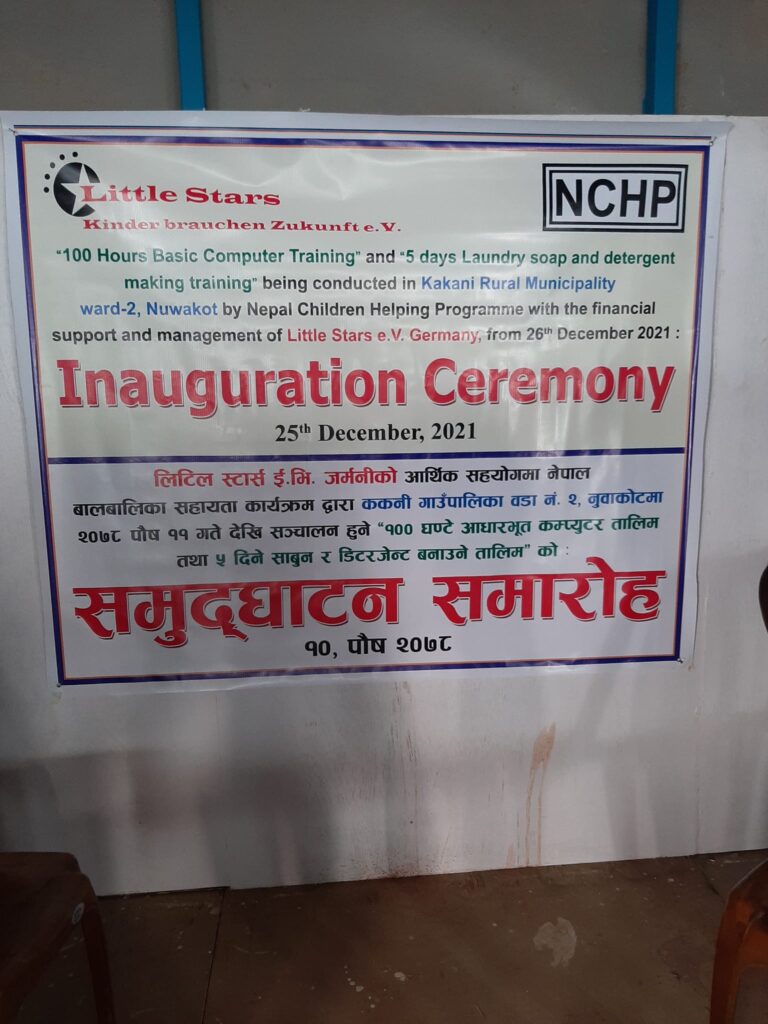 Little Stars
Kinder brauchen Zukunft e.V.
NCHP
"100 Hours Basic Computer Training" and "5 days Laundry soap and detergent
making training" being conducted in Kakani Rural Municipality
ward-2, Nuwakot by Nepal Children Helping Programme with the financial
support and management of Little Stars e.V. Germany, from 26th December 2021 :
Inauguration Ceremony
25th December, 2021
लिटिल स्टार्स ई.भि. जर्मनीको आर्थिक सहयोगमा नेपाल
बालबालिका सहायता कार्यक्रम द्वारा ककनी गाउँपालिका वडा नं. २, नुवाकोटमा
२०७८ पौष ११ गते देखि सञ्चालन हुने "१०० घण्टे आधारभूत कम्प्युटर तालिम
तथा ५ दिने साबुन र डिटरजेन्ट बनाउने तालिम" को :
समुद्घाटन समारोह
१०, पौष २०७८